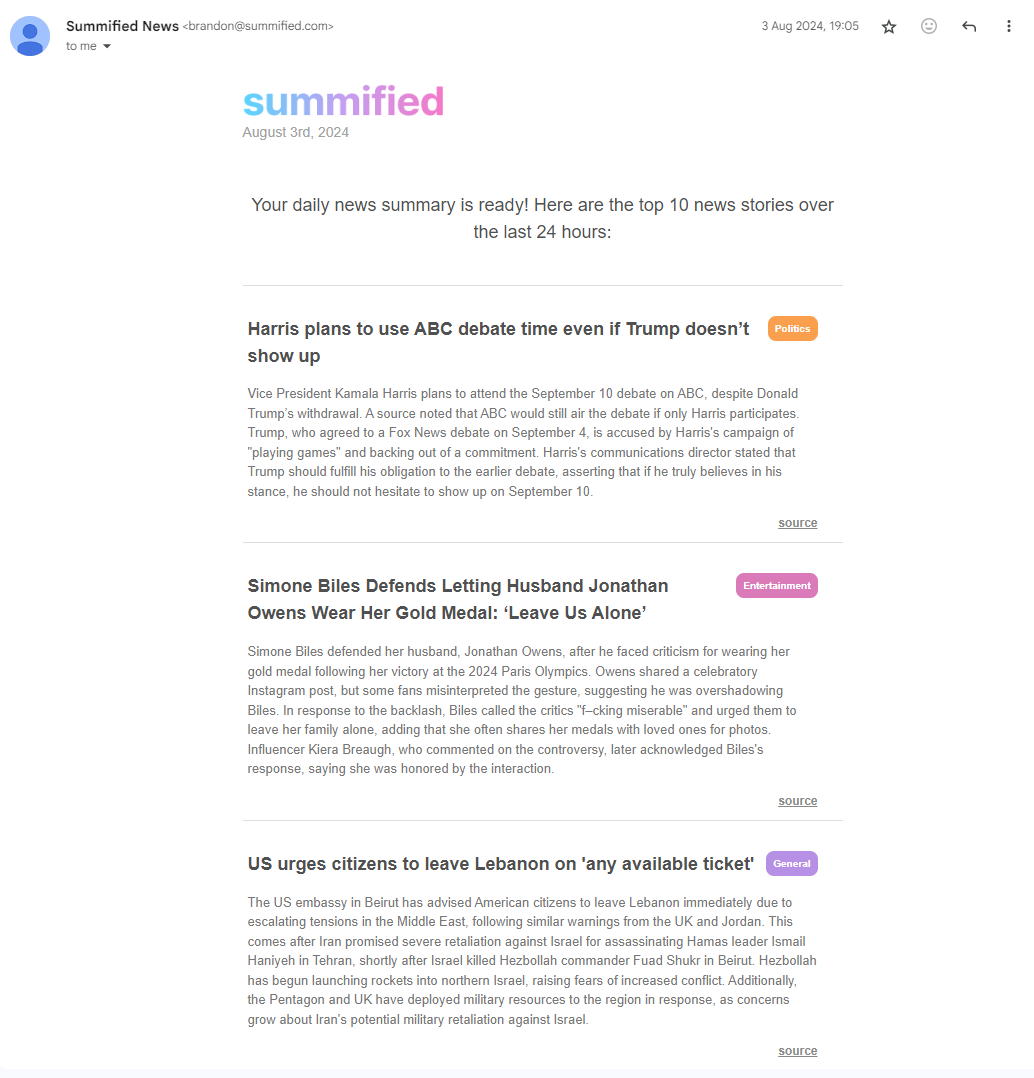 Summified News <brandon@summified.com>
3 Aug 2024, 19:05
to me
summified
August 3rd, 2024
Your daily news summary is ready! Here are the top 10 news stories over
the last 24 hours:
Harris plans to use ABC debate time even if Trump doesn’t
show up
Politics
Vice President Kamala Harris plans to attend the September 10 debate on ABC, despite Donald
Trump’s withdrawal. A source noted that ABC would still air the debate if only Harris participates.
Trump, who agreed to a Fox News debate on September 4, is accused by Harris's campaign of
"playing games" and backing out of a commitment. Harris's communications director stated that
Trump should fulfill his obligation to the earlier debate, asserting that if he truly believes in his
stance, he should not hesitate to show up on September 10.
source
Simone Biles Defends Letting Husband Jonathan
Owens Wear Her Gold Medal: ‘Leave Us Alone’
Entertainment
Simone Biles defended her husband, Jonathan Owens, after he faced criticism for wearing her
gold medal following her victory at the 2024 Paris Olympics. Owens shared a celebratory
Instagram post, but some fans misinterpreted the gesture, suggesting he was overshadowing
Biles. In response to the backlash, Biles called the critics "f–cking miserable" and urged them to
leave her family alone, adding that she often shares her medals with loved ones for photos.
Influencer Kiera Breaugh, who commented on the controversy, later acknowledged Biles's
response, saying she was honored by the interaction.
source
US urges citizens to leave Lebanon on 'any available ticket'
General
The US embassy in Beirut has advised American citizens to leave Lebanon immediately due to
escalating tensions in the Middle East, following similar warnings from the UK and Jordan. This
comes after Iran promised severe retaliation against Israel for assassinating Hamas leader Ismail
Haniyeh in Tehran, shortly after Israel killed Hezbollah commander Fuad Shukr in Beirut. Hezbollah
has begun launching rockets into northern Israel, raising fears of increased conflict. Additionally,
the Pentagon and UK have deployed military resources to the region in response, as concerns
grow about Iran's potential military retaliation against Israel.
source